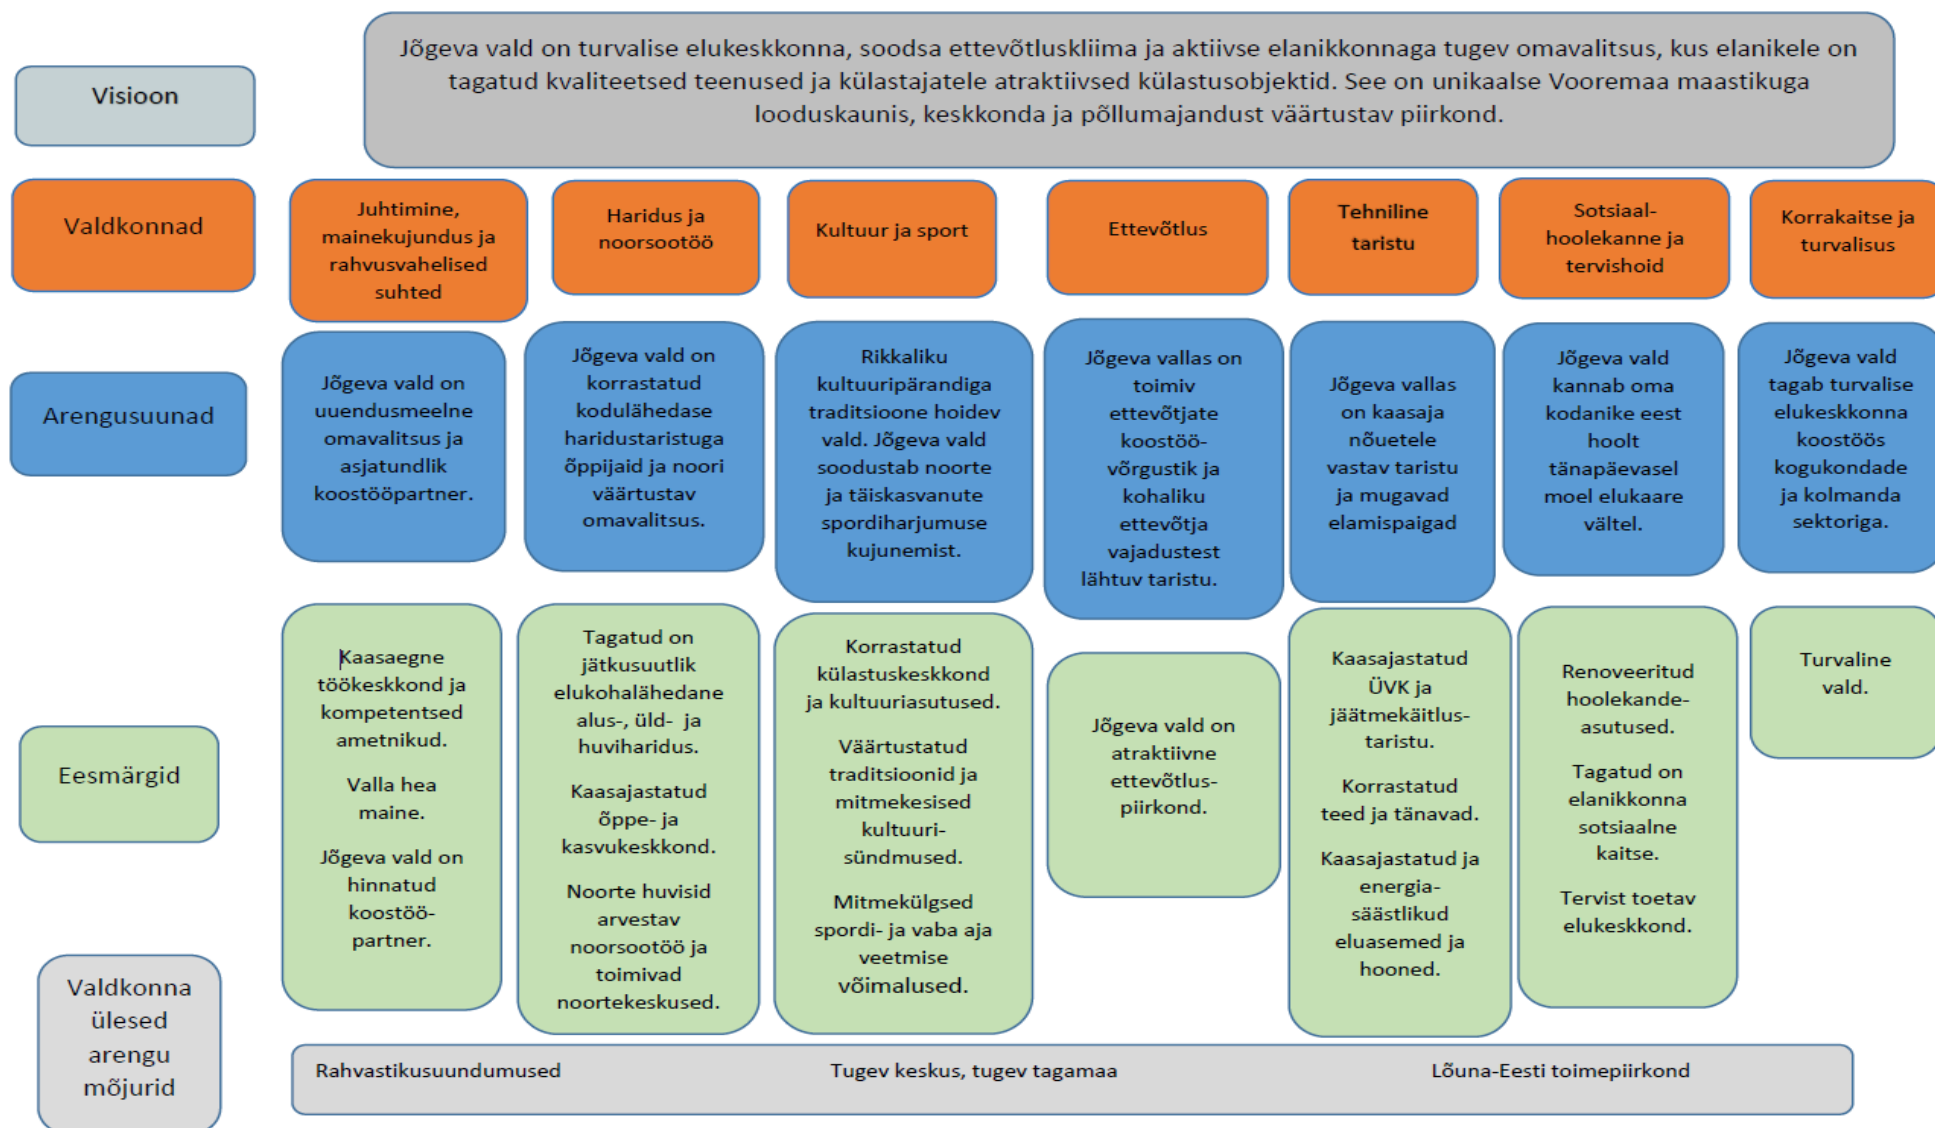 Visioon
Jõgeva vald on turvalise elukeskkonna, soodsa ettevõtluskliima ja aktiivse elanikkonnaga tugev omavalitsus, kus elanikele on
tagatud kvaliteetsed teenused ja külastajatele atraktiivsed külastusobjektid. See on unikaalse Vooremaa maastikuga
looduskaunis, keskkonda ja põllumajandust väärtustav piirkond.
Valdkonnad
Juhtimine,
mainekujundus ja
rahvusvahelised
suhted
Haridus ja
noorsootöö
Kultuur ja sport
Ettevõtlus
Tehniline
taristu
Sotsiaal-
hoolekanne ja
tervishoid
Korrakaitse ja
turvalisus
Arengusuunad
Jõgeva vald on
uuendusmeelne
omavalitsus ja
asjatundlik
koostööpartner.
Jõgeva vald on
korrastatud
kodulähedase
haridustaristuga
õppijaid ja noori
väärtustav
omavalitsus.
Rikkaliku
kultuuripärandiga
traditsioone hoidev
vald. Jõgeva vald
soodustab noorte
ja täiskasvanute
spordiharjumuse
kujunemist.
Jõgeva vallas on
toimiv
ettevõtjate
koostöö-
võrgustik ja
kohaliku
ettevõtja
vajadustest
lähtuv taristu.
Jõgeva vallas
on kaasaja
nõuetele
vastav taristu
ja mugavad
elamispaigad
Jõgeva vald
kannab oma
kodanike eest
hoolt
tänapäevasel
moel elukaare
vältel.
Jõgeva vald
tagab turvalise
elukeskkonna
koostöös
kogukondade
ja kolmanda
sektoriga.
Eesmärgid
Kaasaegne
töökeskkond ja
kompetentsed
ametnikud.
Valla hea
maine.
Jõgeva vald on
hinnatud
koostöö-
partner.
Tagatud on
jätkusuutlik
elukohalähedane
alus-, üld- ja
huviharidus.
Kaasajastatud
õppe- ja
kasvukeskkond.
Noorte huvisid
arvestav
noorsootöö ja
toimivad
noortekeskused.
Korrastatud
külastuskeskkond
ja kultuuriasutused.
Väärtustatud
traditsioonid ja
mitmekesised
kultuuri-
sündmused.
Mitmekülgsed
spordi- ja vaba aja
veetmise
võimalused.
Jõgeva vald on
atraktiivne
ettevõtlus-
piirkond.
Kaasajastatud
ÜVK ja
jäätmekäitlus-
taristu.
Korrastatud
teed ja tänavad.
Kaasajastatud ja
energia-
säästlikud
eluasemed ja
hooned.
Renoveeritud
hoolekande-
asutused.
Tagatud on
elanikkonna
sotsiaalne
kaitse.
Tervist toetav
elukeskkond.
Turvaline
vald.
Valdkonna
ülesed
arengu
mõjurid
Rahvastikusuundumused
Tugev keskus, tugev tagamaa
Lõuna-Eesti toimepiirkond